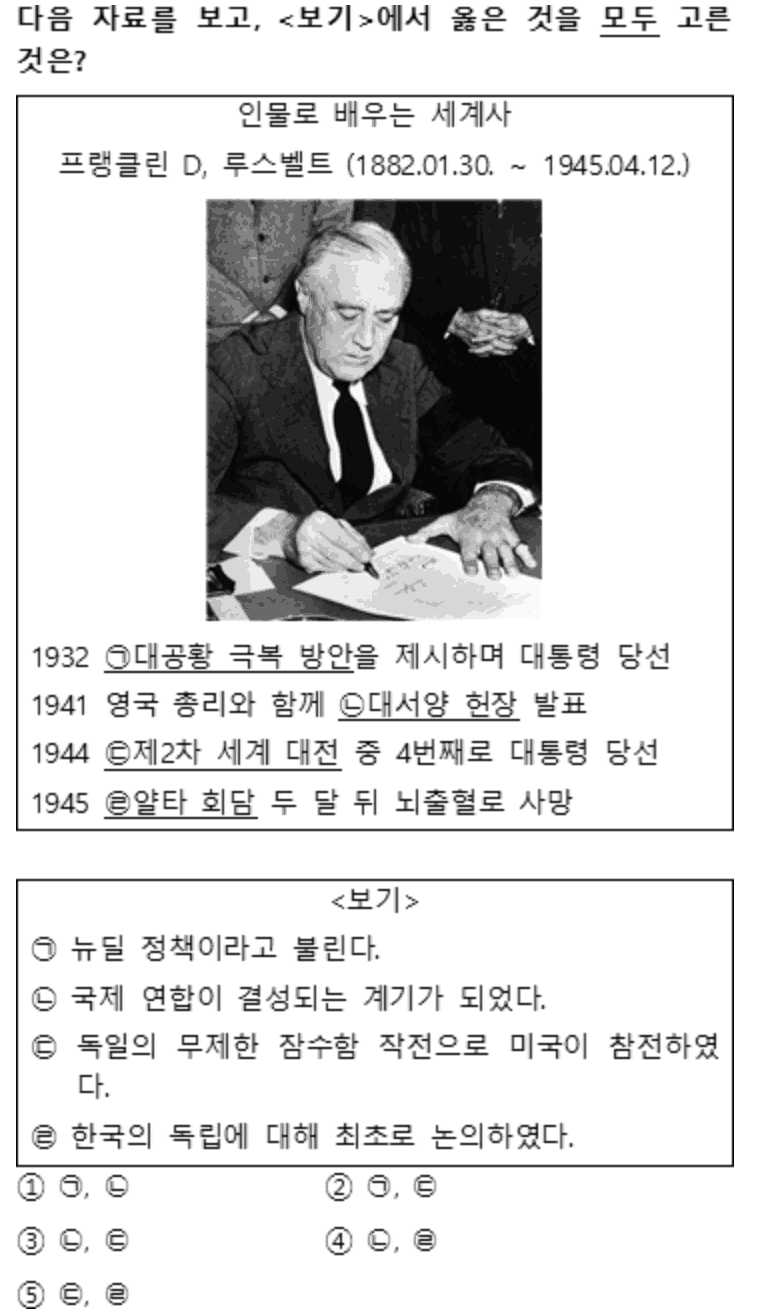 다음 자료를 보고, <보기>에서 옳은 것을 모두 고른
것은?
인물로 배우는 세계사
프랭클린 D, 루스벨트 (1882.01.30. ~ 1945.04.12.)
1932 ㉠대공황 극복 방안을 제시하며 대통령 당선
1941 영국 총리와 함께 ㉡대서양 헌장 발표
1944 ㉢제2차 세계 대전 중 4번째로 대통령 당선
1945 ㉣얄타 회담 두 달 뒤 뇌출혈로 사망
<보기>
㉠ 뉴딜 정책이라고 불린다.
㉡ 국제 연합이 결성되는 계기가 되었다.
㉢ 독일의 무제한 잠수함 작전으로 미국이 참전하였
다.
㉣ 한국의 독립에 대해 최초로 논의하였다.
① ㉠, ㉡ ② ㉠, ㉢
③ ㉡, ㉢ ④ ㉡, ㉣
⑤ ㉢, ㉣